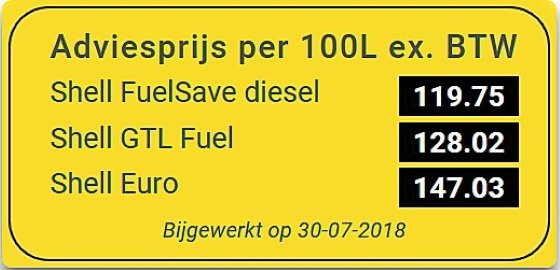 Adviesprijs per 100L ex. BTW
Shell FuelSave diesel 119.75
Shell GTL Fuel 128.02
Shell Euro 147.03
Bijgewerkt op 30-07-2018